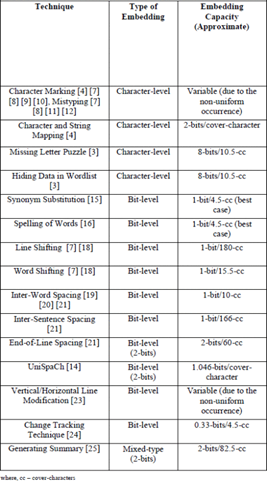 Technique Type of Embedding Embedding Capacity (Approximate)
Character Marking [4] [7] [8] [9] [10], Mistyping [7] [8] [11] [12] Character-level Variable (due to the non-uniform occurrence)
Character and String Mapping [4] Character-level 2-bits/cover-character
Missing Letter Puzzle [3] Character-level 8-bits/10.5-cc
Hiding Data in Wordlist [3] Character-level 8-bits/10.5-cc
Synonym Substitution [15] Bit-level 1-bit/4.5-cc (best case)
Spelling of Words [16] Bit-level 1-bit/4.5-cc (best case)
Line Shifting [7] [18] Bit-level 1-bit/180-cc
Word Shifting [7] [18] Bit-level 1-bit/15.5-cc
Inter-Word Spacing [19] [20] [21] Bit-level 1-bit/10-cc
Inter-Sentence Spacing [21] Bit-level 1-bit/166-cc
End-of-Line Spacing [21] Bit-level (2-bits) 2-bits/60-cc
UniSpaCh [14] Bit-level (2-bits) 1.046-bits/cover-character
Vertical/Horizontal Line Modification [23] Bit-level Variable (due to the non-uniform occurrence)
Change Tracking Technique [24] Bit-level 0.33-bits/4.5-cc
Generating Summary [25] Mixed-type (2-bits) 2-bits/82.5-cc
where, cc – cover-characters